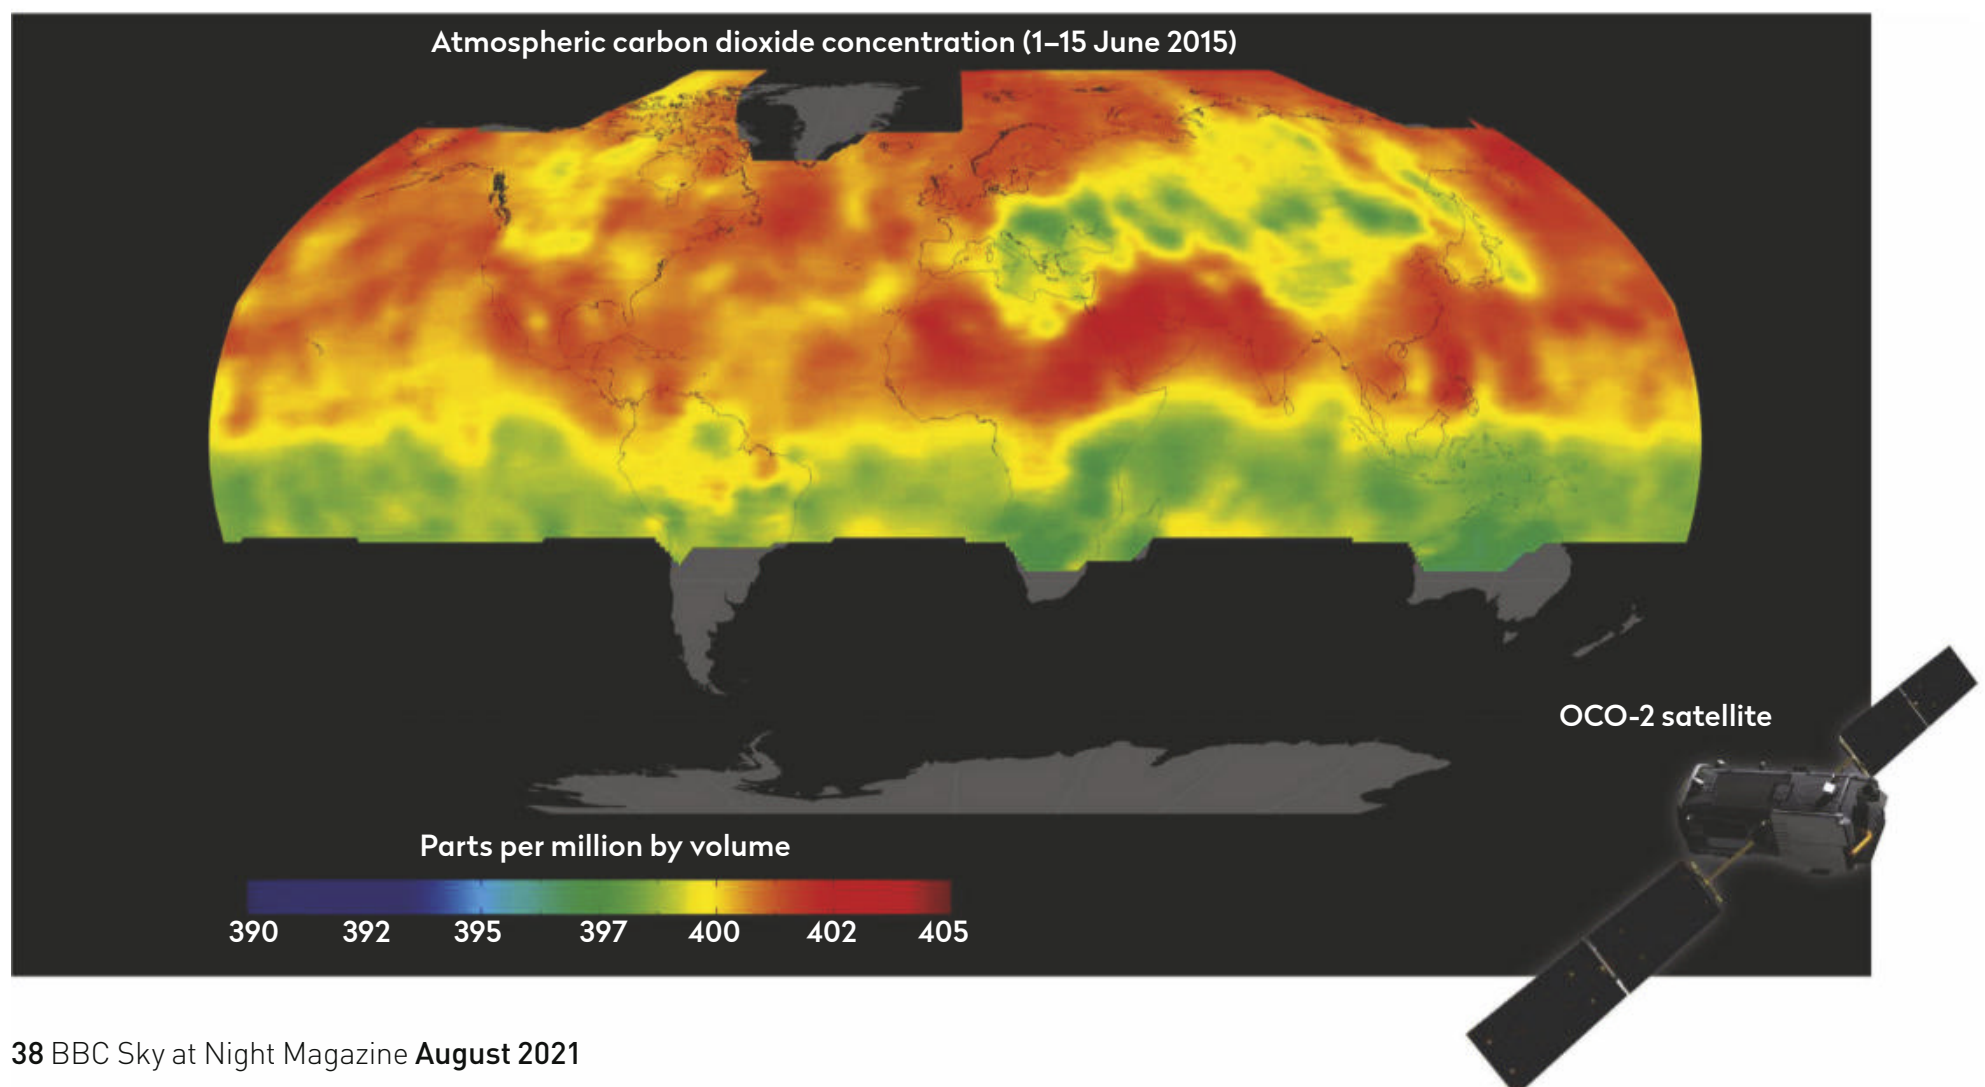 Atmospheric carbon dioxide concentration (1–15 June 2015)
OCO-2 satellite
Parts per million by volume
390 392 395 397 400 402 405
38 BBC Sky at Night Magazine August 2021